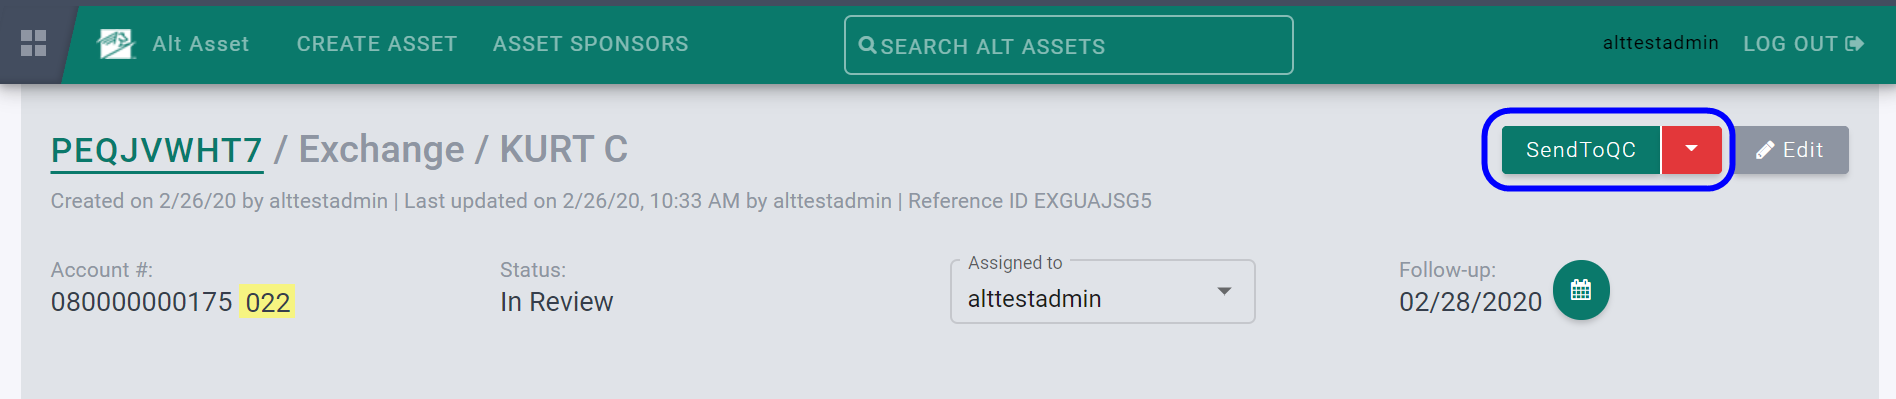 Alt Asset CREATE ASSET ASSET SPONSORS SEARCH ALT ASSETS alttestadmin LOG OUT
PEQJVWHT7 / Exchange / KURT C SendToQC Edit
Created on 2/26/20 by alttestadmin | Last updated on 2/26/20, 10:33 AM by alttestadmin | Reference ID EXGUAJSG5
Account #: Status: Assigned to Follow-up:
080000000175 022 In Review alttestadmin 02/28/2020